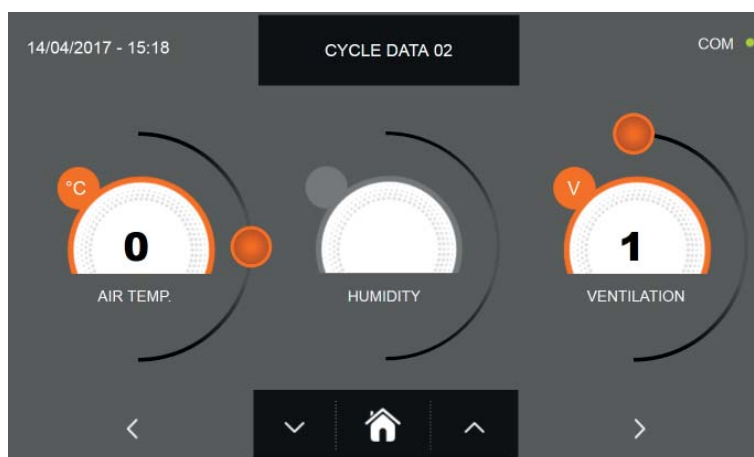 14/04/2017 - 15:18
CYCLE DATA 02
COM
°C
0
AIR TEMP.
HUMIDITY
V
1
VENTILATION